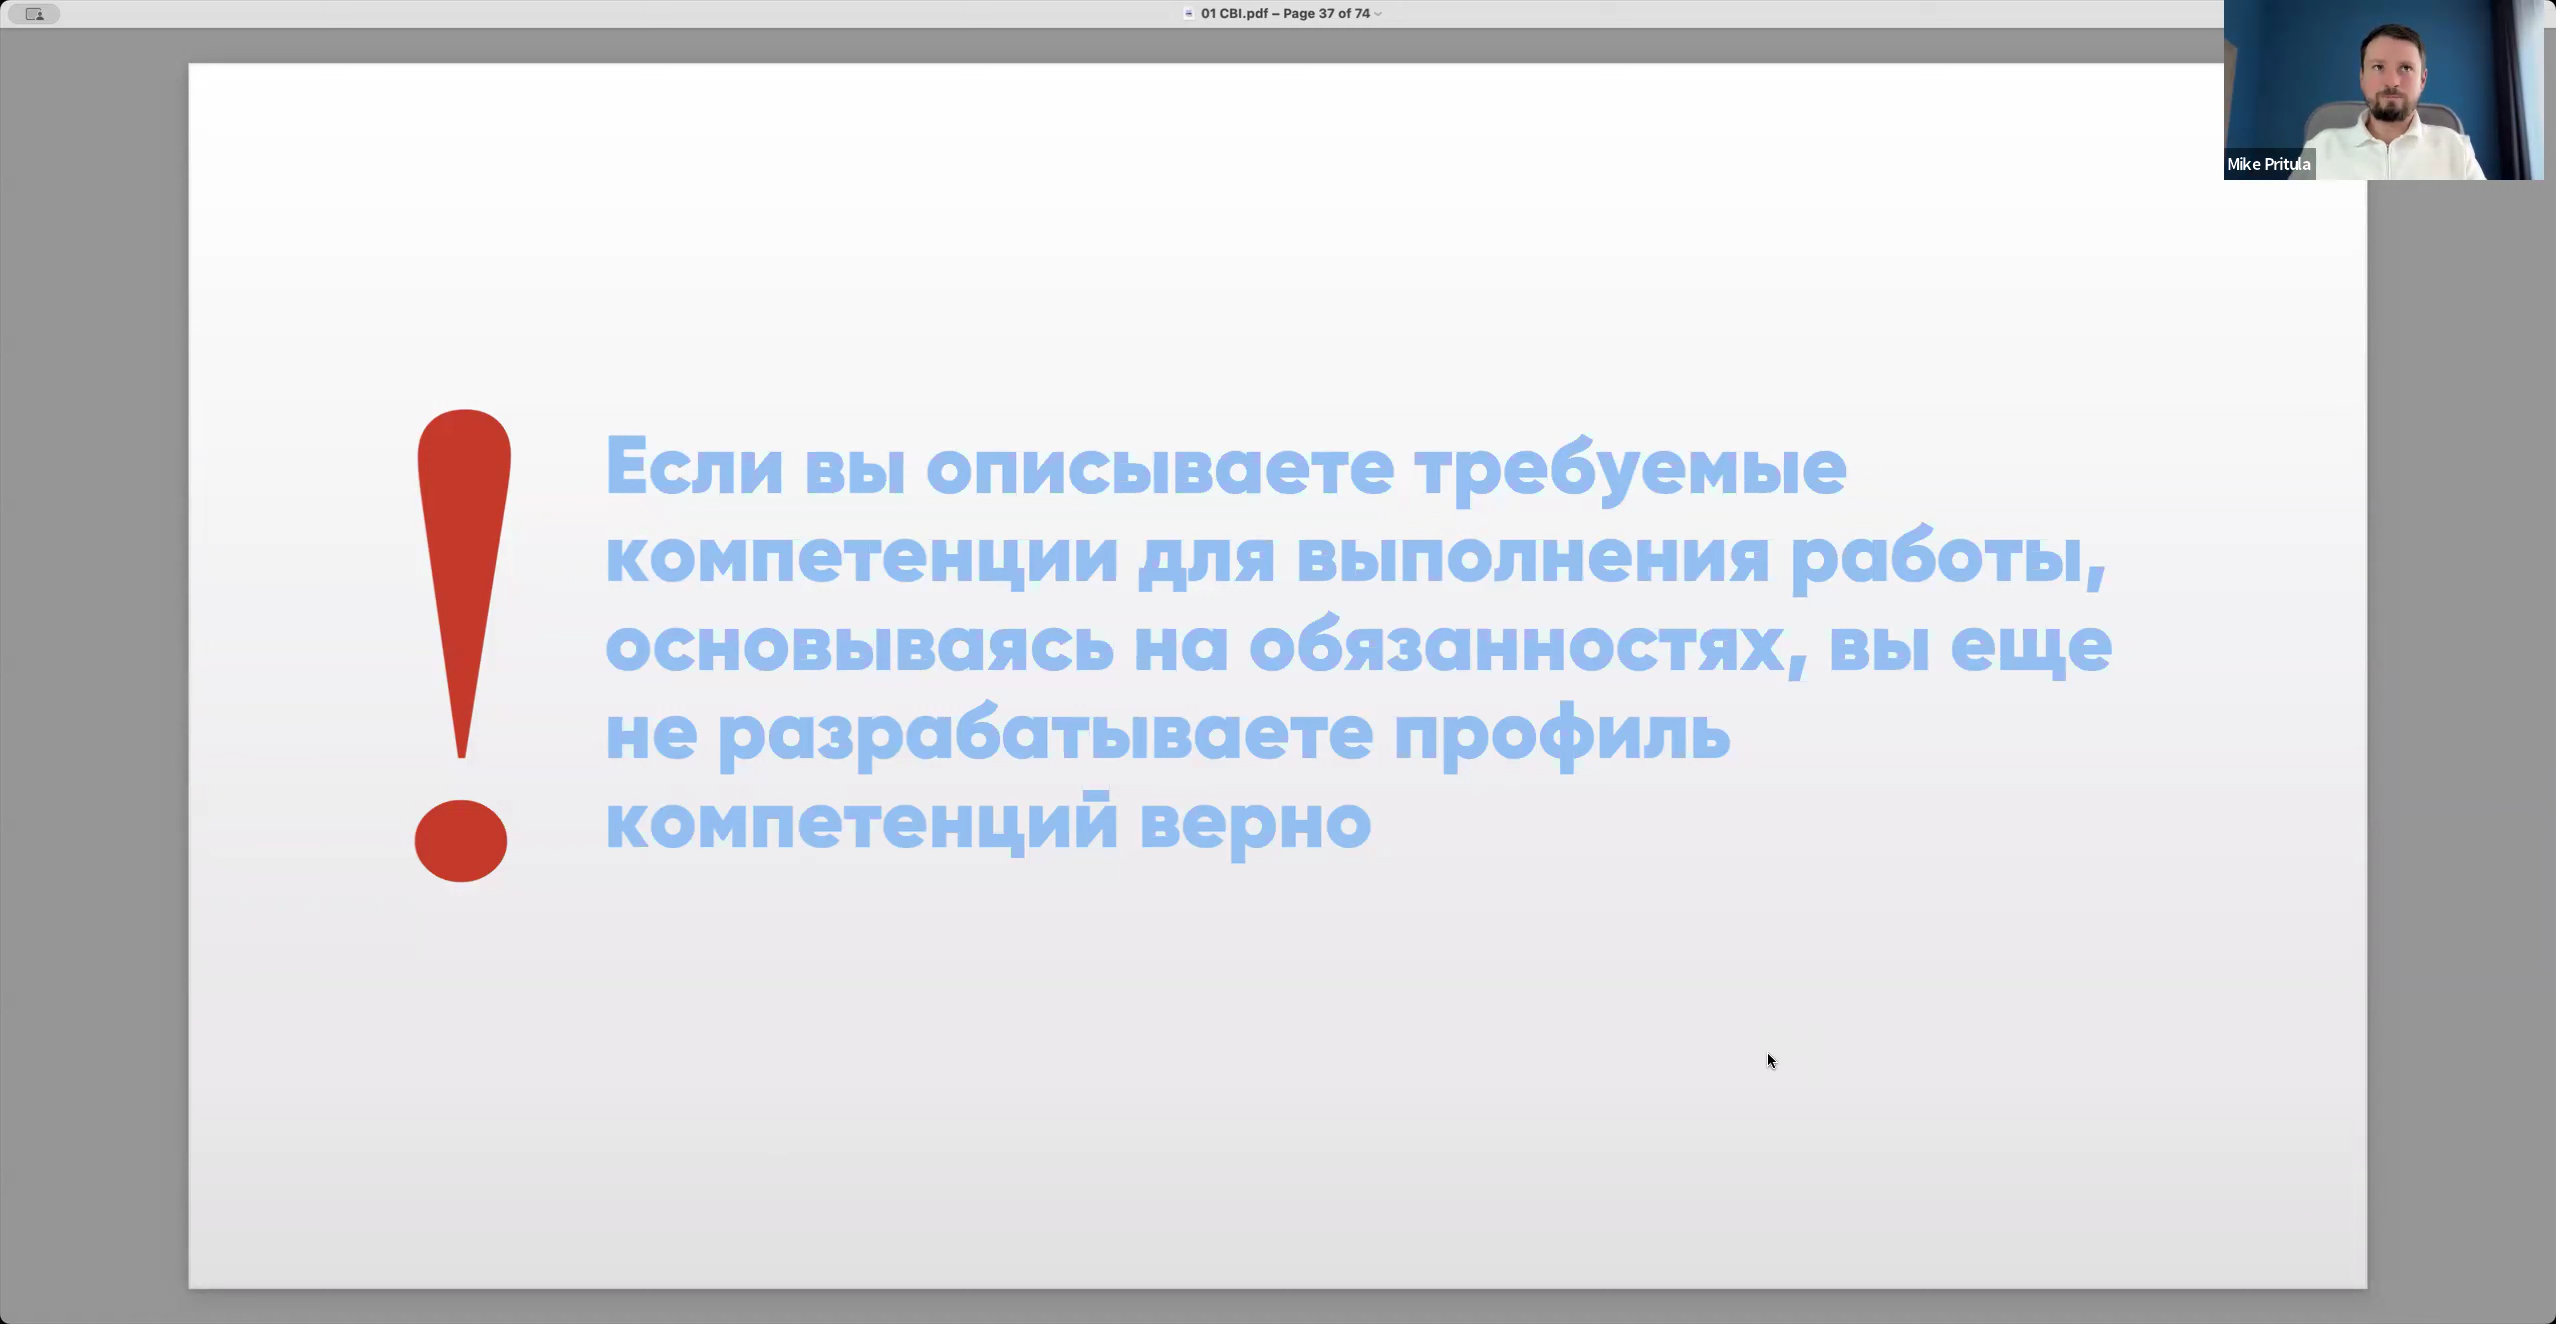 01 CBI.pdf – Page 37 of 74
Mike Pritula
Если вы описываете требуемые
компетенции для выполнения работы,
основываясь на обязанностях, вы еще
не разрабатываете профиль
компетенций верно